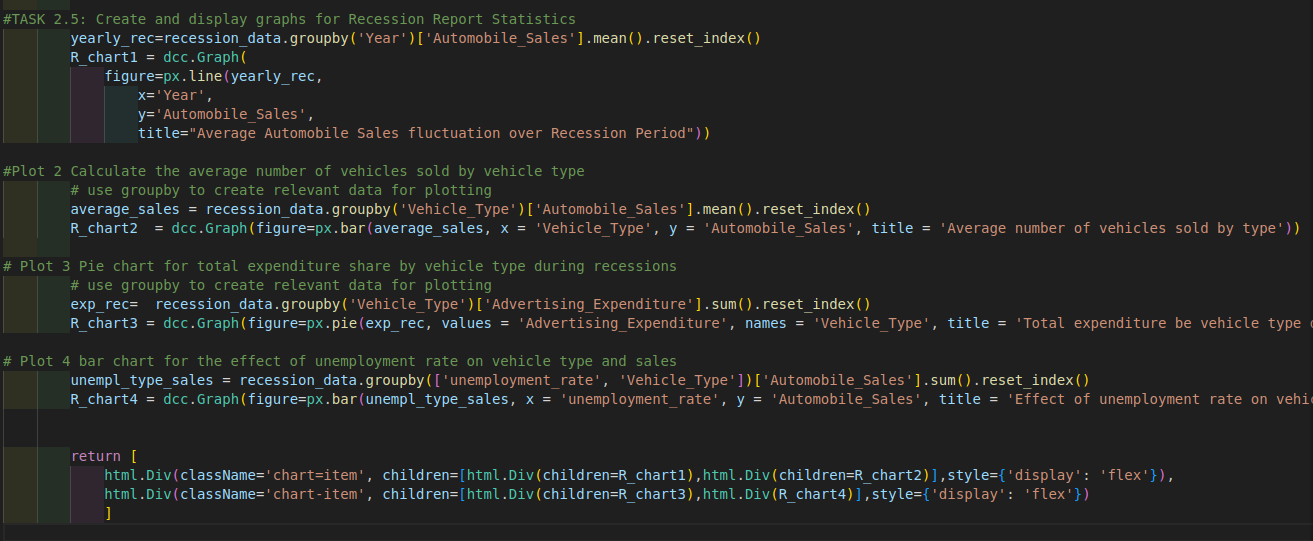 #TASK 2.5: Create and display graphs for Recession Report Statistics
yearly_rec=recession_data.groupby('Year')['Automobile_Sales'].mean().reset_index()
R_chart1 = dcc.Graph(
figure=px.line(yearly_rec,
x='Year',
y='Automobile_Sales',
title="Average Automobile Sales fluctuation over Recession Period"))
#Plot 2 Calculate the average number of vehicles sold by vehicle type
# use groupby to create relevant data for plotting
average_sales = recession_data.groupby('Vehicle_Type')['Automobile_Sales'].mean().reset_index()
R_chart2  = dcc.Graph(figure=px.bar(average_sales, x = 'Vehicle_Type', y = 'Automobile_Sales', title = 'Average number of vehicles sold by type'))
# Plot 3 Pie chart for total expenditure share by vehicle type during recessions
# use groupby to create relevant data for plotting
exp_rec=  recession_data.groupby('Vehicle_Type')['Advertising_Expenditure'].sum().reset_index()
R_chart3 = dcc.Graph(figure=px.pie(exp_rec, values = 'Advertising_Expenditure', names = 'Vehicle_Type', title = 'Total expenditure be vehicle type
# Plot 4 bar chart for the effect of unemployment rate on vehicle type and sales
unempl_type_sales = recession_data.groupby(['unemployment_rate', 'Vehicle_Type'])['Automobile_Sales'].sum().reset_index()
R_chart4 = dcc.Graph(figure=px.bar(unempl_type_sales, x = 'unemployment_rate', y = 'Automobile_Sales', title = 'Effect of unemployment rate on
return [
html.Div(className='chart=item', children=[html.Div(children=R_chart1),html.Div(children=R_chart2)],style={'display': 'flex'}),
html.Div(className='chart-item', children=[html.Div(children=R_chart3),html.Div(R_chart4)],style={'display': 'flex'})
]